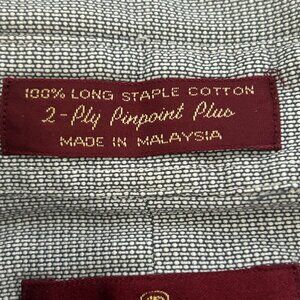 100% LONG STAPLE COTTON
2-Ply Pinpoint Plus
MADE IN MALAYSIA